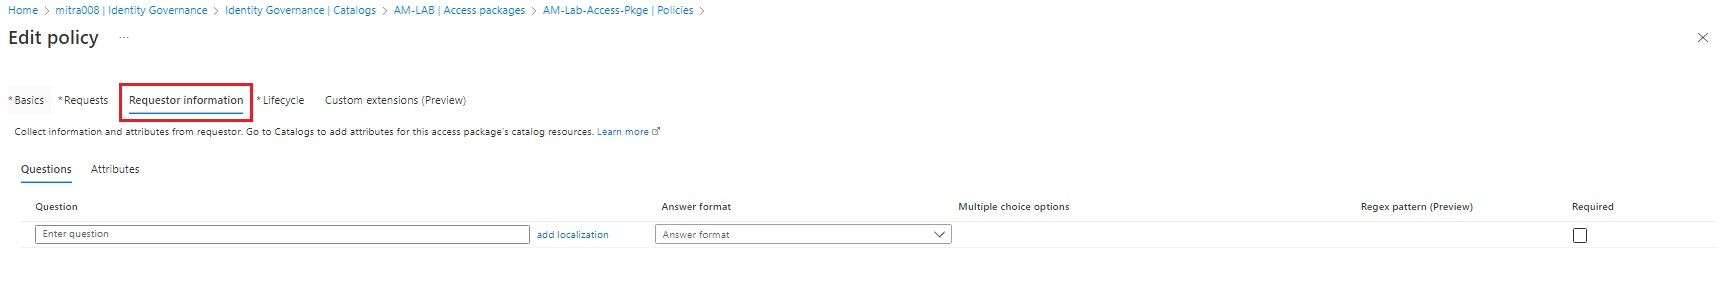 Home > mitra008 | Identity Governance > Identity Governance | Catalogs > AM-LAB | Access packages > AM-Lab-Access-Pkge | Policies >
Edit policy ...
*Basics *Requests Requestor information *Lifecycle Custom extensions (Preview)
Collect information and attributes from requestor. Go to Catalogs to add attributes for this access package's catalog resources. Learn more
Questions Attributes
Question Answer format Multiple choice options Regex pattern (Preview) Required
Enter question add localization Answer format